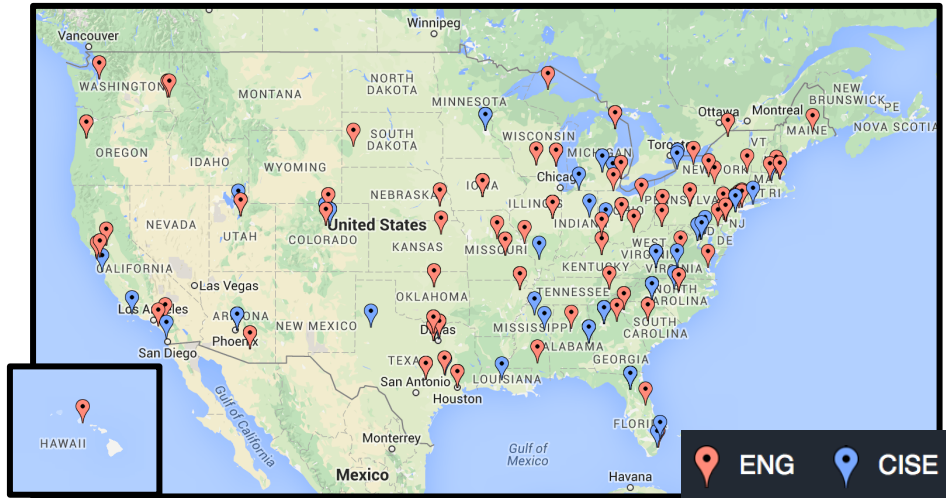 Winnipeg
Vancouver
WASHINGTON
MONTANA
NORTH
DAKOTA
MINNESOTA
Ottawa
Montreal
NEW
BRUNSWICK
PE
NOVA SCOTIA
MAINE
OREGON
IDAHO
SOUTH
DAKOTA
WISCONSIN
MICHIGAN
VT
WYOMING
Chicago
NEBRASKA
IOWA
ILLINOIS
NEVADA
UTAH
United States
COLORADO
KANSAS
MISSOURI
WEST
VIRGINIA
DE
NJ
CALIFORNIA
Las Vegas
KENTUCKY
VIRGINIA
OKLAHOMA
TENNESSEE
NORTH
CAROLINA
Los Angeles
ARIZONA
NEW MEXICO
Dallas
MISSISSIPPI
SOUTH
CAROLINA
Phoenix
San Diego
ALABAMA
TEXAS
GEORGIA
San Antonio
LOUISIANA
Houston
Gulf of California
HAWAII
Monterrey
Gulf of
Mexico
FLORIDA
Mexico
Havana
ENG
CISE